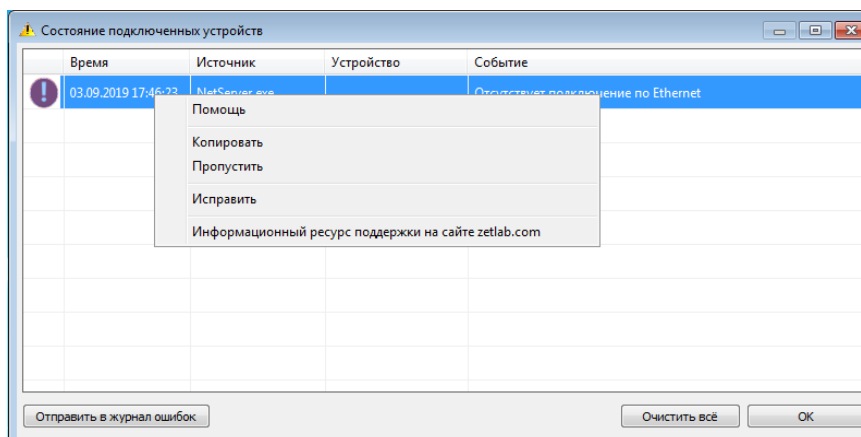 Состояние подключенных устройств
Время Источник Устройство Событие
03.09.2019 17:46:23 NetServer.exe Отсутствует подключение по Ethernet
Помощь
Копировать
Пропустить
Исправить
Информационный ресурс поддержки на сайте zetlab.com
Отправить в журнал ошибок Очистить всё ОК